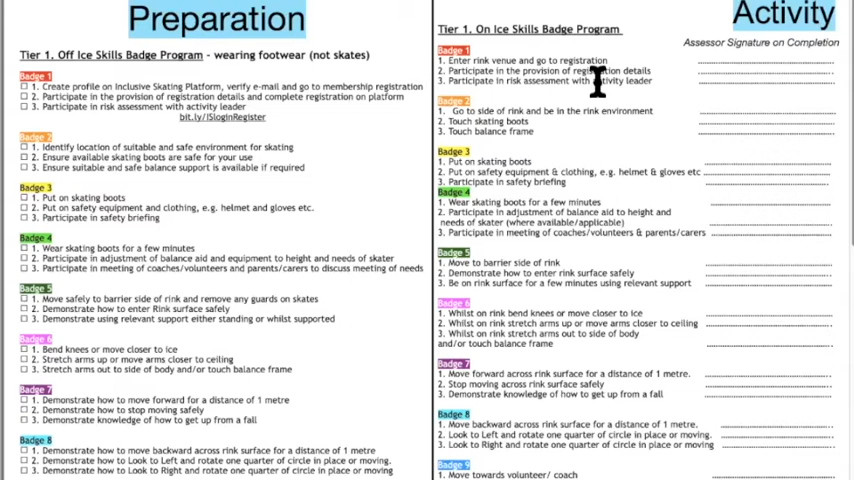 Preparation
Tier 1. Off Ice Skills Badge Program - wearing footwear (not skates)
Badge 1
1. Create profile on Inclusive Skating Platform, verify e-mail and go to membership registration
2. Participate in the provision of registration details and complete registration on platform
3. Participate in risk assessment with activity leader
bit.ly/ISloginRegister
Badge 2
1. Identify location of suitable and safe environment for skating
2. Ensure available skating boots are safe for your use
3. Ensure suitable and safe balance support is available if required
Badge 3
1. Put on skating boots
2. Put on safety equipment and clothing, e.g. helmet and gloves etc.
3. Participate in safety briefing
Badge 4
1. Wear skating boots for a few minutes
2. Participate in adjustment of balance aid and equipment to height and needs of skater
3. Participate in meeting of coaches/volunteers and parents/carers to discuss meeting of needs
Badge 5
1. Move safely to barrier side of rink and remove any guards on skates
2. Demonstrate how to enter Rink surface safely
3. Demonstrate using relevant support either standing or whilst supported
Badge 6
1. Bend knees or move closer to ice
2. Stretch arms up or move arms closer to ceiling
3. Stretch arms out to side of body and/or touch balance frame
Badge 7
1. Demonstrate how to move forward for a distance of 1 metre
2. Demonstrate how to stop moving safely
3. Demonstrate knowledge of how to get up from a fall
Badge 8
1. Demonstrate how to move backward across rink surface for a distance of 1 metre
2. Demonstrate how to Look to Left and rotate one quarter of circle in place or moving.
3. Demonstrate how to Look to Right and rotate one quarter of circle in place or moving
Activity
Tier 1. On Ice Skills Badge Program
Assessor Signature on Completion
Badge 1
1. Enter rink venue and go to registration
2. Participate in the provision of registration details
3. Participate in risk assessment with activity leader
Badge 2
1. Go to side of rink and be in the rink environment
2. Touch skating boots
3. Touch balance frame
Badge 3
1. Put on skating boots
2. Put on safety equipment & clothing, e.g. helmet & gloves etc
3. Participate in safety briefing
Badge 4
1. Wear skating boots for a few minutes
2. Participate in adjustment of balance aid to height and
needs of skater (where available/applicable)
3. Participate in meeting of coaches/volunteers & parents/carers
Badge 5
1. Move to barrier side of rink
2. Demonstrate how to enter rink surface safely
3. Be on rink surface for a few minutes using relevant support
Badge 6
1. Whilst on rink bend knees or move closer to ice
2. Whilst on rink stretch arms up or move arms closer to ceiling
3. Whilst on rink stretch arms out to side of body
and/or touch balance frame
Badge 7
1. Move forward across rink surface for a distance of 1 metre.
2. Stop moving across rink surface safely
3. Demonstrate knowledge of how to get up from a fall
Badge 8
1. Move backward across rink surface for a distance of 1 metre.
2. Look to Left and rotate one quarter of circle in place or moving.
3. Look to Right and rotate one quarter of circle in place or moving
Badge 9
1. Move towards volunteer/ coach